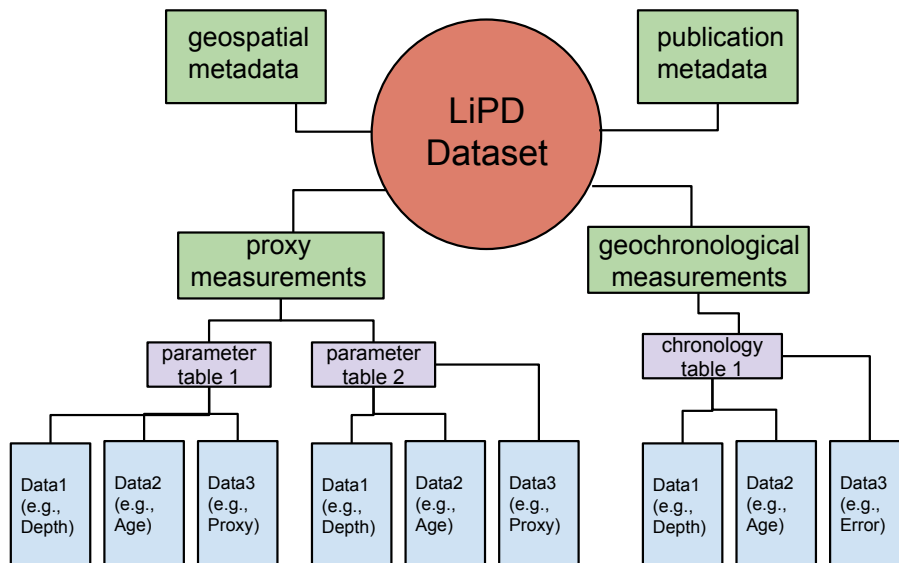 geospatial
metadata
LiPD
Dataset
publication
metadata
proxy
measurements
geochronological
measurements
parameter
table 1
parameter
table 2
chronology
table 1
Data1
(e.g.,
Depth)
Data2
(e.g.,
Age)
Data3
(e.g.,
Proxy)
Data1
(e.g.,
Depth)
Data2
(e.g.,
Age)
Data3
(e.g.,
Proxy)
Data1
(e.g.,
Depth)
Data2
(e.g.,
Age)
Data3
(e.g.,
Error)